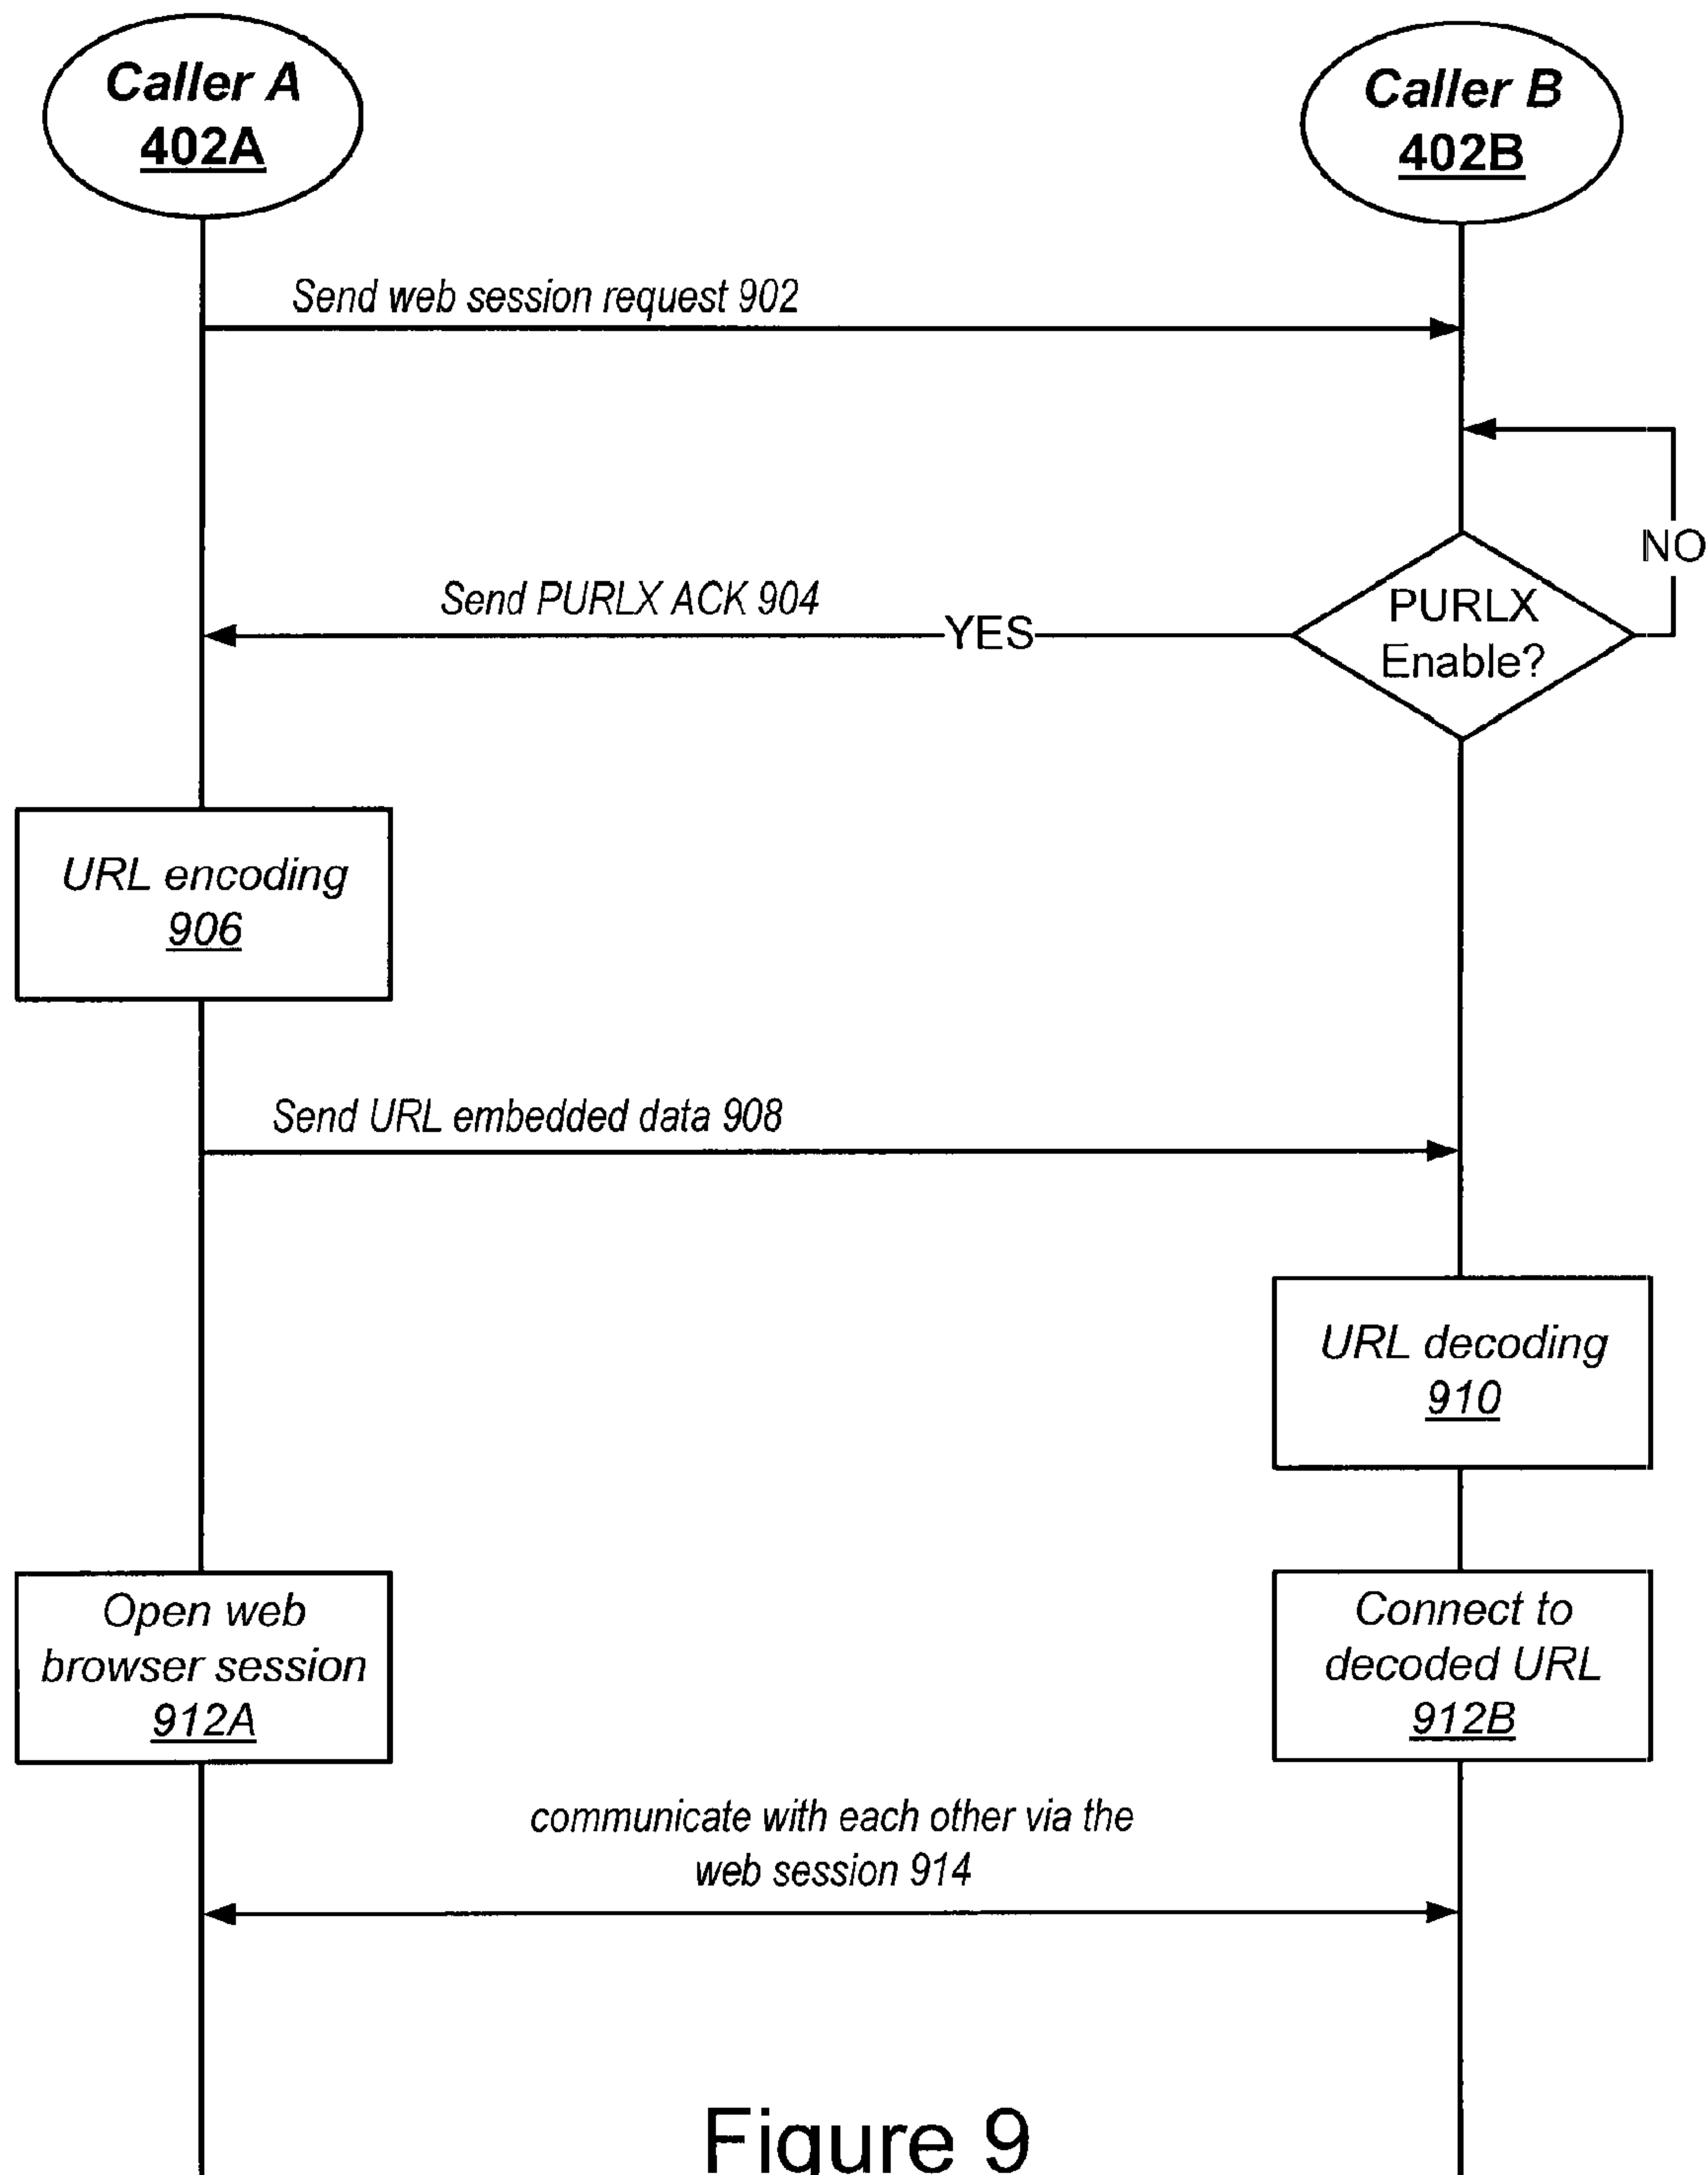 Caller A
402A
Caller B
402B
Send web session request 902
NO
PURLX
Enable?
Send PURLX ACK 904
YES
URL encoding
906
Send URL embedded data 908
URL decoding
910
Open web
browser session
912A
Connect to
decoded URL
912B
communicate with each other via the
web session 914
Figure 9